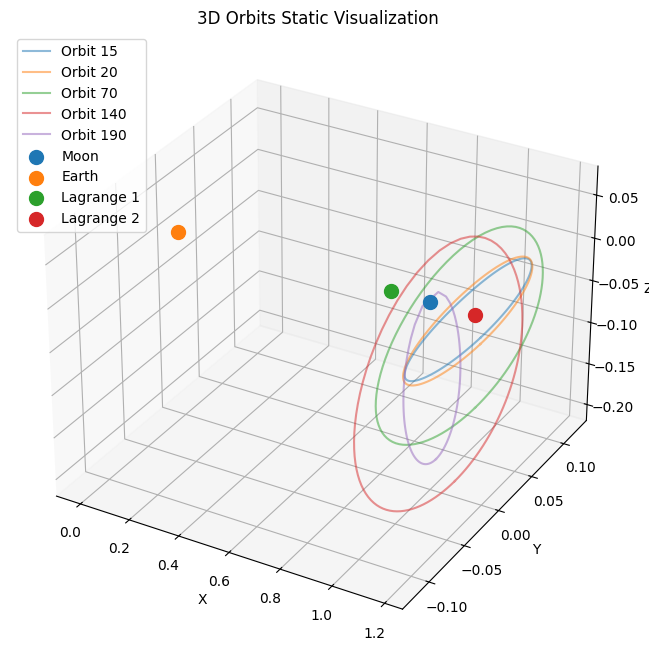 3D Orbits Static Visualization
Orbit 15
Orbit 20
Orbit 70
Orbit 140
Orbit 190
Moon
Earth
Lagrange 1
Lagrange 2
0.05
0.00
−0.05
−0.10
−0.15
−0.20
0.10
0.05
0.00
−0.05
−0.10
Y
0.0
0.2
0.4
0.6
0.8
1.0
1.2
X